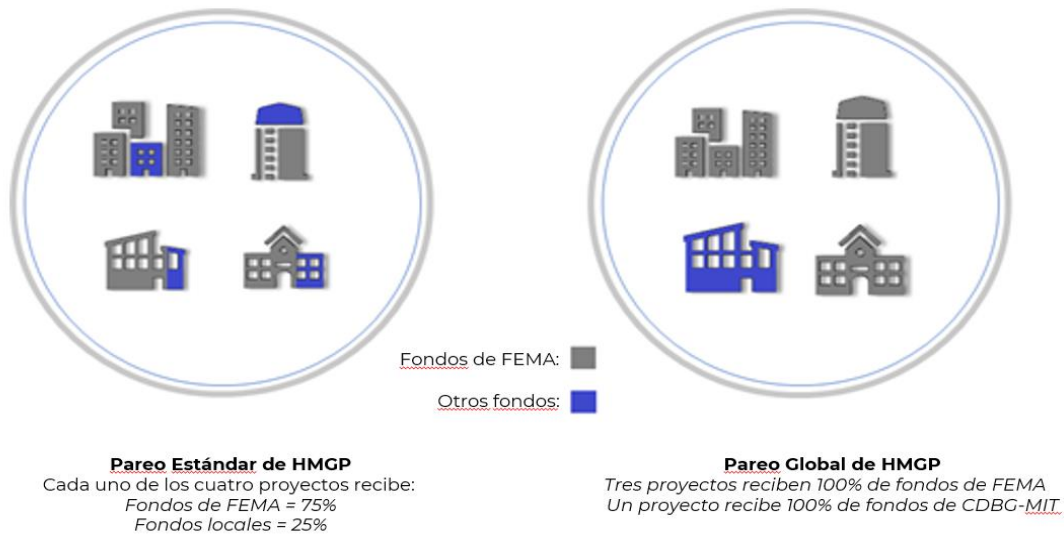 Fondos de FEMA:
Otros fondos:
Pareo Estándar de HMGP
Cada uno de los cuatro proyectos recibe:
Fondos de FEMA = 75%
Fondos locales = 25%
Pareo Global de HMGP
Tres proyectos reciben 100% de fondos de FEMA
Un proyecto recibe 100% de fondos de CDBG-MIT